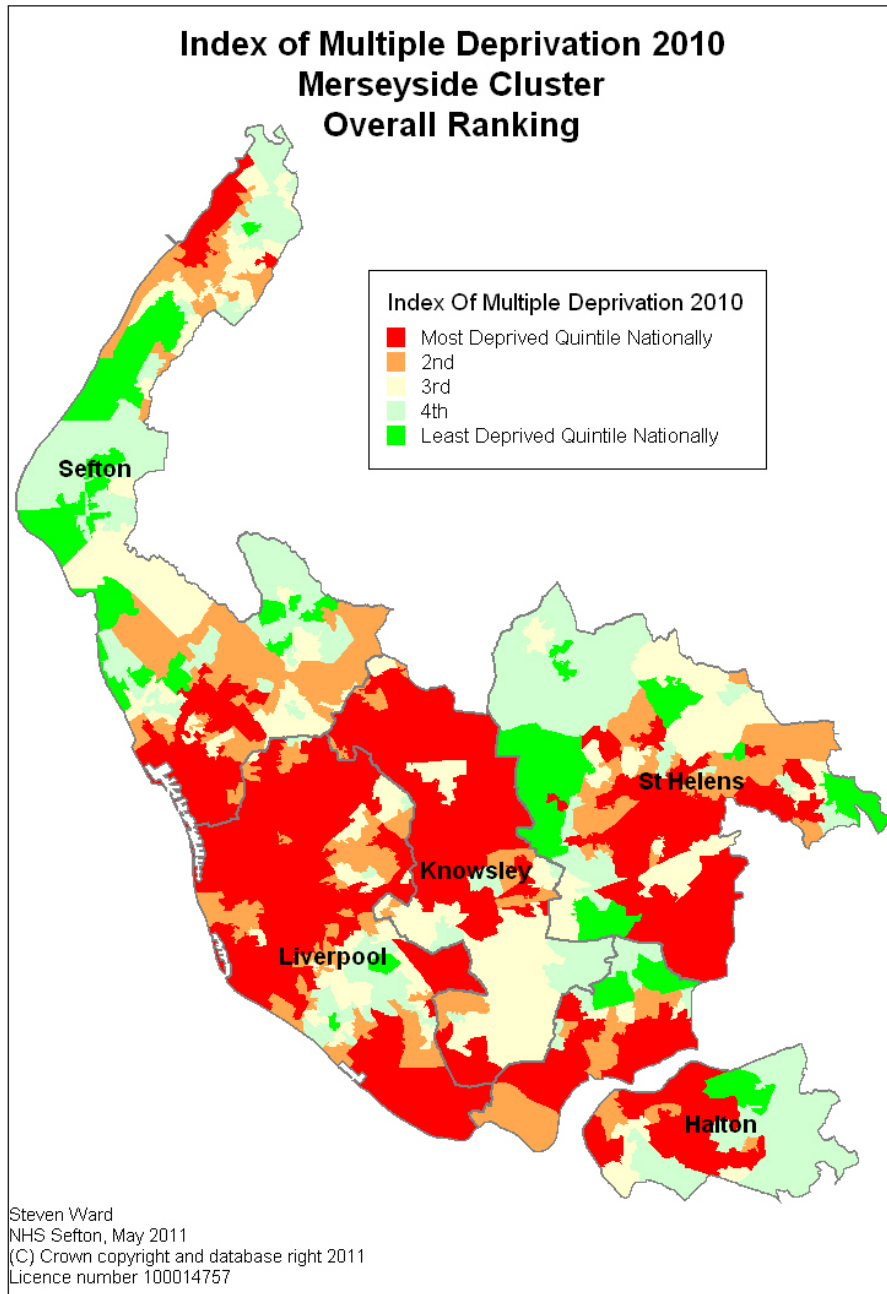 Index of Multiple Deprivation 2010
Merseyside Cluster
Overall Ranking
Index Of Multiple Deprivation 2010
Most Deprived Quintile Nationally
2nd
3rd
4th
Least Deprived Quintile Nationally
Sefton
St Helens
Knowsley
Liverpool
Halton
Steven Ward
NHS Sefton, May 2011
(C) Crown copyright and database right 2011
Licence number 100014757